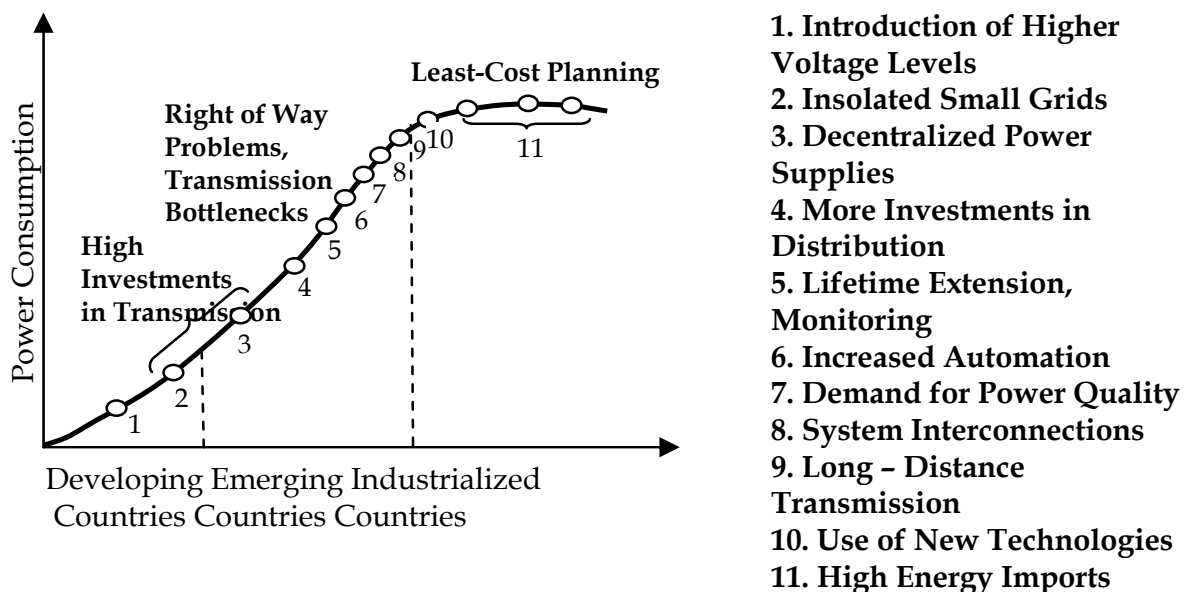 Power Consumption
Least-Cost Planning
Right of Way
Problems,
Transmission
Bottlenecks
High
Investments
in Transmission
1
2
3
4
5
6
7
8
9
10
11
Developing Emerging Industrialized
Countries Countries Countries
1. Introduction of Higher
Voltage Levels
2. Insolated Small Grids
3. Decentralized Power
Supplies
4. More Investments in
Distribution
5. Lifetime Extension,
Monitoring
6. Increased Automation
7. Demand for Power Quality
8. System Interconnections
9. Long – Distance
Transmission
10. Use of New Technologies
11. High Energy Imports